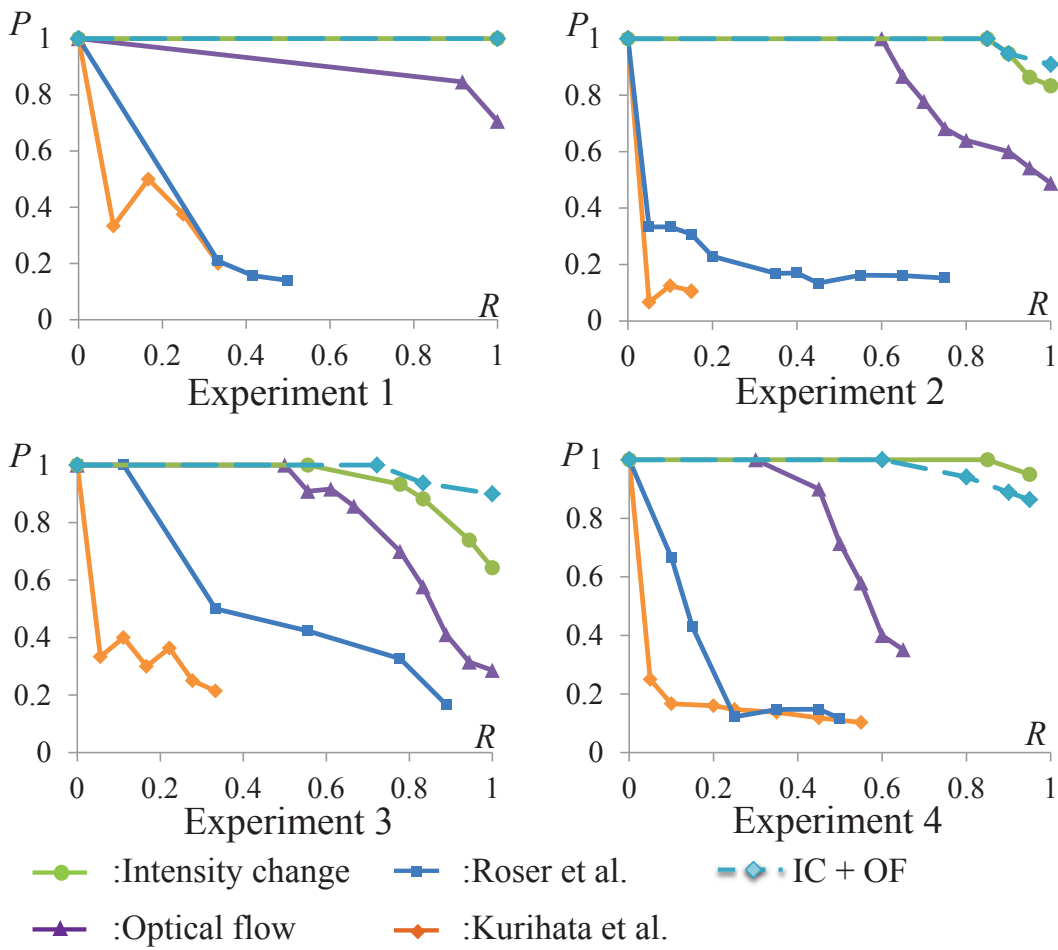 P
1
0.8
0.6
0.4
0.2
0
R
0 0.2 0.4 0.6 0.8 1
Experiment 1
P
1
0.8
0.6
0.4
0.2
0
R
0 0.2 0.4 0.6 0.8 1
Experiment 2
P
1
0.8
0.6
0.4
0.2
0
R
0 0.2 0.4 0.6 0.8 1
Experiment 3
P
1
0.8
0.6
0.4
0.2
0
R
0 0.2 0.4 0.6 0.8 1
Experiment 4
:Intensity change :Roser et al. IC + OF
:Optical flow :Kurihata et al.